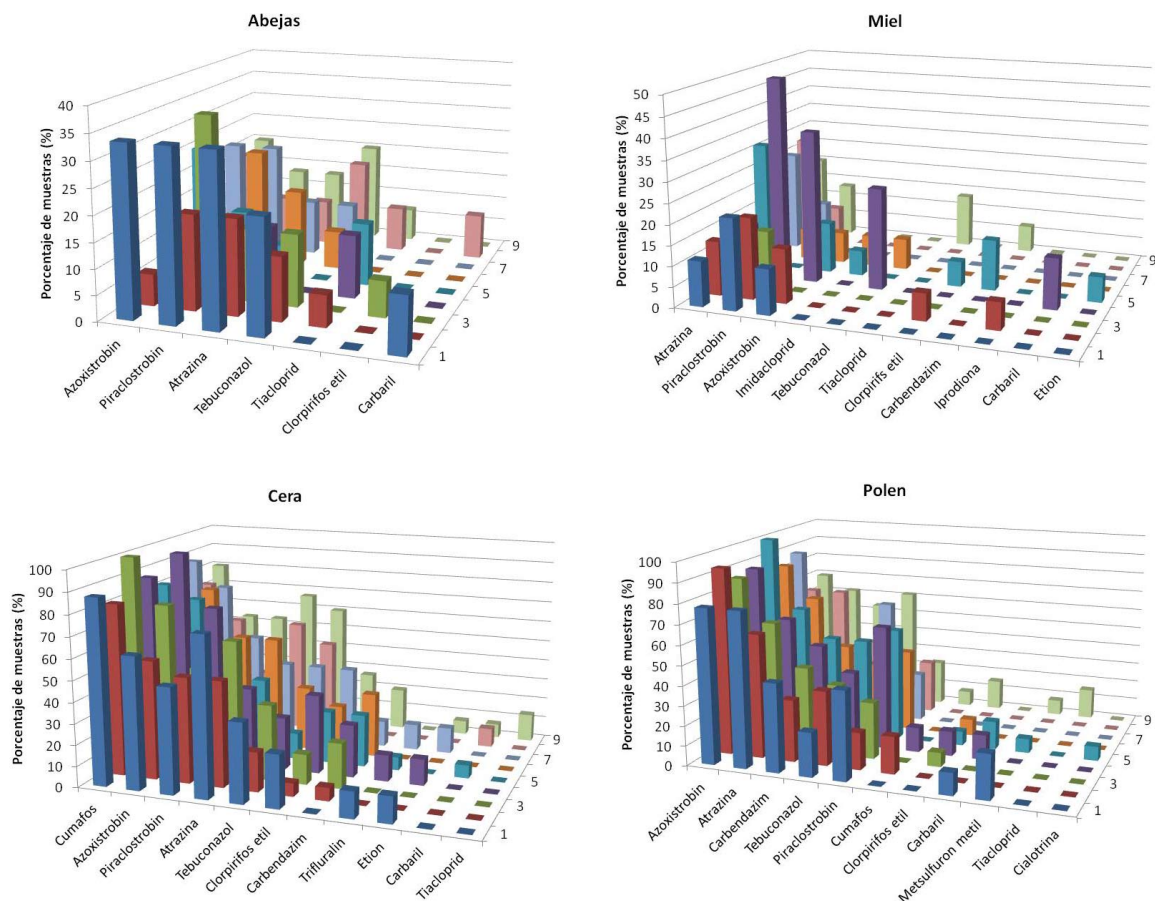 Abejas
Porcentaje de muestras (%)
40
35
30
25
20
15
10
5
0
Azoxistrobin
Piraclostrobin
Atrazina
Tebuconazol
Tiacloprid
Clorpirifos etil
Carbaril
1
3
5
7
9
Miel
Porcentaje de muestras (%)
50
45
40
35
30
25
20
15
10
5
0
Atrazina
Piraclostrobin
Azoxistrobin
Imidacloprid
Tebuconazol
Tiacloprid
Clorpirifs etil
Carbendazim
Iprodiona
Carbaril
Etion
1
3
5
7
9
Cera
Porcentaje de muestras (%)
100
90
80
70
60
50
40
30
20
10
0
Cumafos
Azoxistrobin
Piraclostrobin
Atrazina
Tebuconazol
Clorpirifos etil
Carbendazim
Trifluralin
Etion
Carbaril
Tiacloprid
1
3
5
7
9
Polen
Porcentaje de muestras (%)
100
90
80
70
60
50
40
30
20
10
0
Azoxistrobin
Atrazina
Carbendazim
Tebuconazol
Piraclostrobin
Cumafos
Clorpirifos etil
Carbaril
Metsulfuron metil
Tiacloprid
Cialotrina
1
3
5
7
9